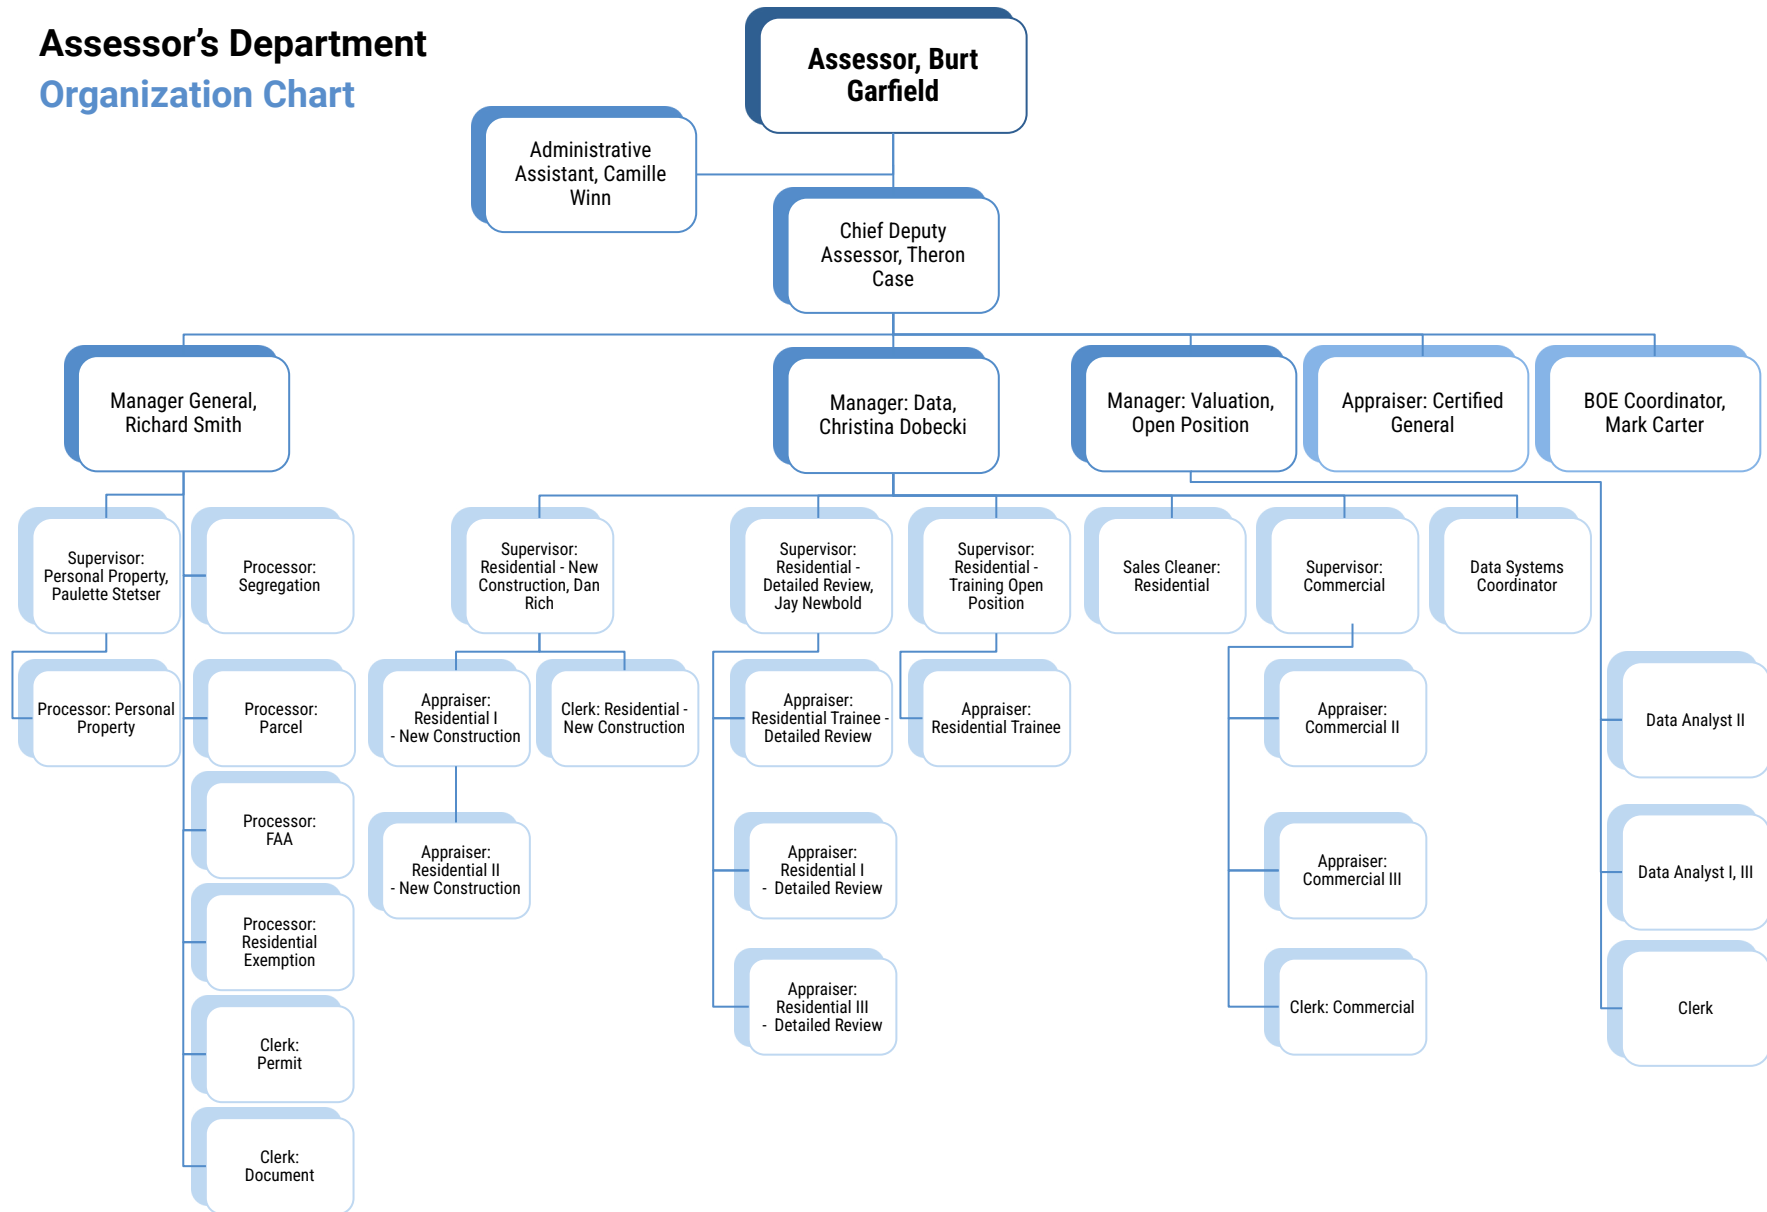 Assessor’s Department
Organization Chart
Assessor, Burt
Garfield
Administrative
Assistant, Camille
Winn
Chief Deputy
Assessor, Theron
Case
Manager General,
Richard Smith
Manager: Data,
Christina Dobecki
Manager: Valuation,
Open Position
Appraiser: Certified
General
BOE Coordinator,
Mark Carter
Supervisor:
Personal Property,
Paulette Stetser
Processor:
Segregation
Supervisor:
Residential - New
Construction, Dan
Rich
Supervisor:
Residential -
Detailed Review,
Jay Newbold
Supervisor:
Residential -
Training Open
Position
Sales Cleaner:
Residential
Supervisor:
Commercial
Data Systems
Coordinator
Processor: Personal
Property
Processor:
Parcel
Appraiser:
Residential I
- New Construction
Clerk: Residential -
New Construction
Appraiser:
Residential Trainee -
Detailed Review
Appraiser:
Residential Trainee
Appraiser:
Commercial II
Data Analyst II
Processor:
FAA
Appraiser:
Residential II
- New Construction
Appraiser:
Residential I
- Detailed Review
Appraiser:
Commercial III
Data Analyst I, III
Processor:
Residential
Exemption
Appraiser:
Residential III
- Detailed Review
Clerk: Commercial
Clerk
Clerk:
Permit
Clerk:
Document